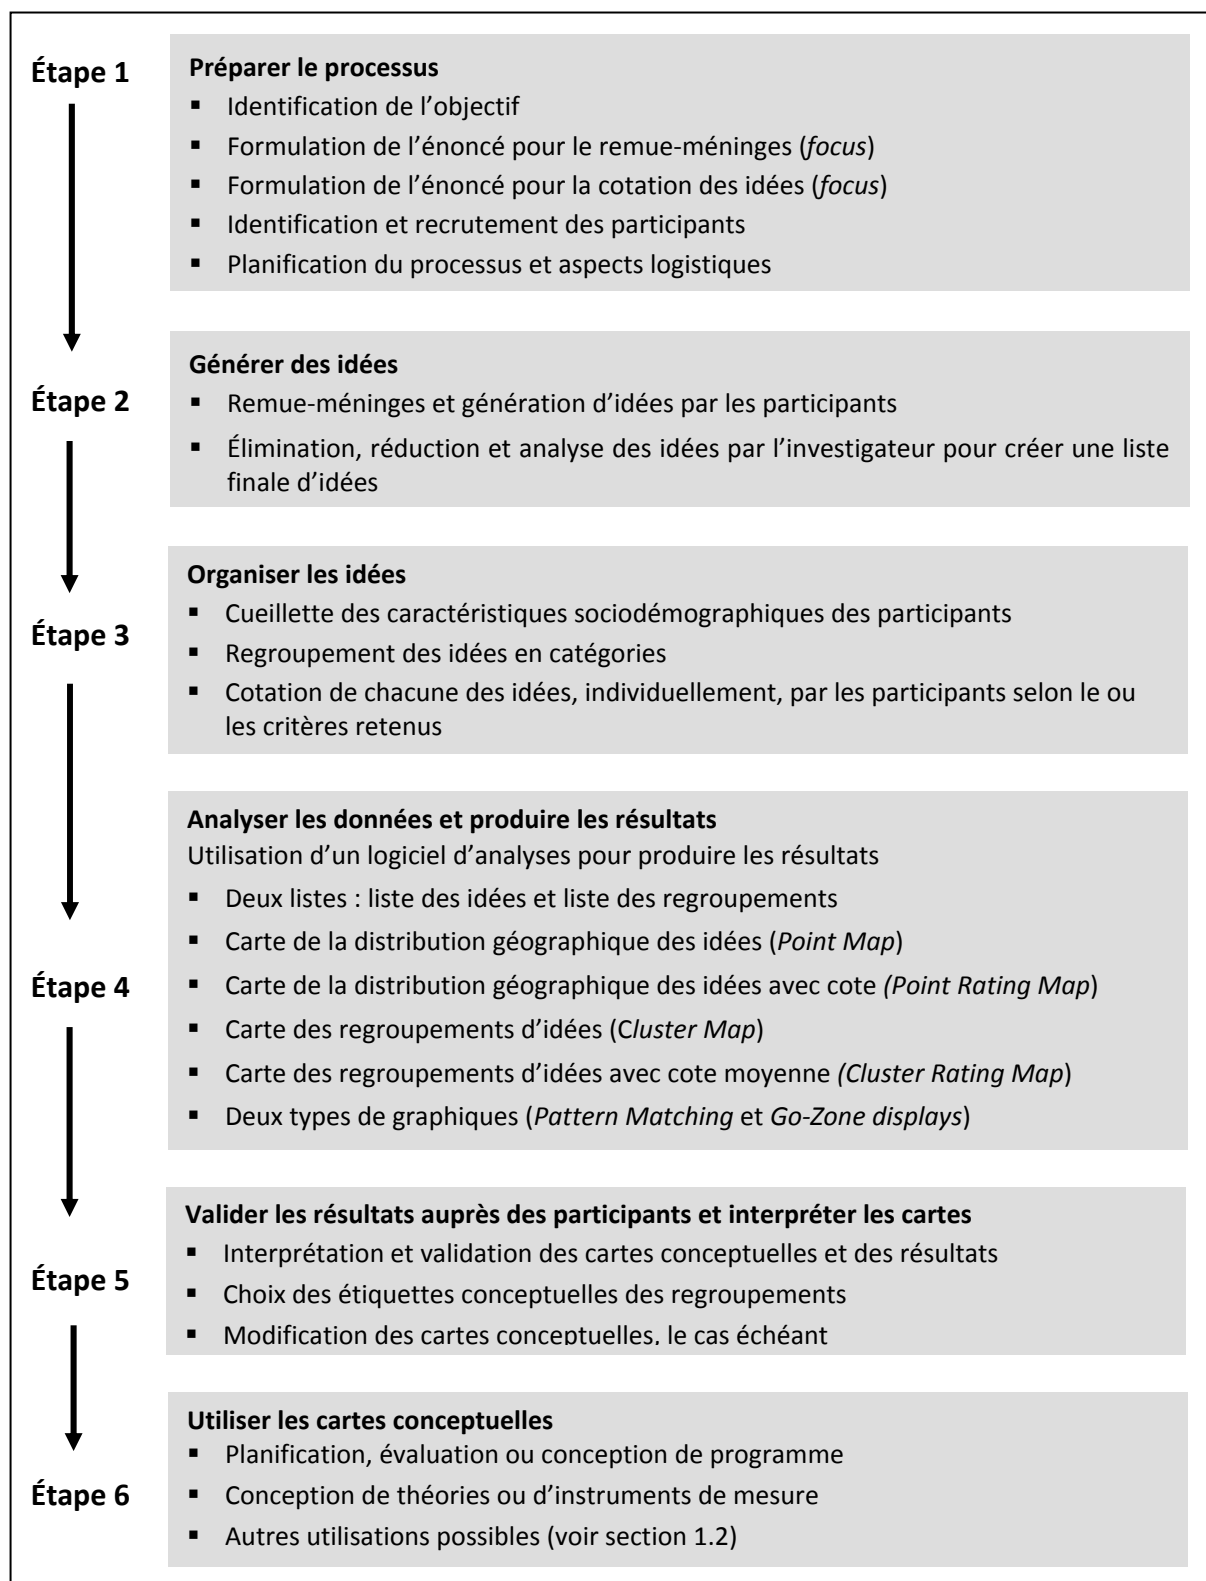 Étape 1
Préparer le processus
▪ Identification de l’objectif
▪ Formulation de l’énoncé pour le remue-méninges (focus)
▪ Formulation de l’énoncé pour la cotation des idées (focus)
▪ Identification et recrutement des participants
▪ Planification du processus et aspects logistiques
Étape 2
Générer des idées
▪ Remue-méninges et génération d’idées par les participants
▪ Élimination, réduction et analyse des idées par l’investigateur pour créer une liste
finale d’idées
Étape 3
Organiser les idées
▪ Cueillette des caractéristiques sociodémographiques des participants
▪ Regroupement des idées en catégories
▪ Cotation de chacune des idées, individuellement, par les participants selon le ou
les critères retenus
Étape 4
Analyser les données et produire les résultats
Utilisation d’un logiciel d’analyses pour produire les résultats
▪ Deux listes : liste des idées et liste des regroupements
▪ Carte de la distribution géographique des idées (Point Map)
▪ Carte de la distribution géographique des idées avec cote (Point Rating Map)
▪ Carte des regroupements d’idées (Cluster Map)
▪ Carte des regroupements d’idées avec cote moyenne (Cluster Rating Map)
▪ Deux types de graphiques (Pattern Matching et Go-Zone displays)
Étape 5
Valider les résultats auprès des participants et interpréter les cartes
▪ Interprétation et validation des cartes conceptuelles et des résultats
▪ Choix des étiquettes conceptuelles des regroupements
▪ Modification des cartes conceptuelles, le cas échéant
Étape 6
Utiliser les cartes conceptuelles
▪ Planification, évaluation ou conception de programme
▪ Conception de théories ou d’instruments de mesure
▪ Autres utilisations possibles (voir section 1.2)